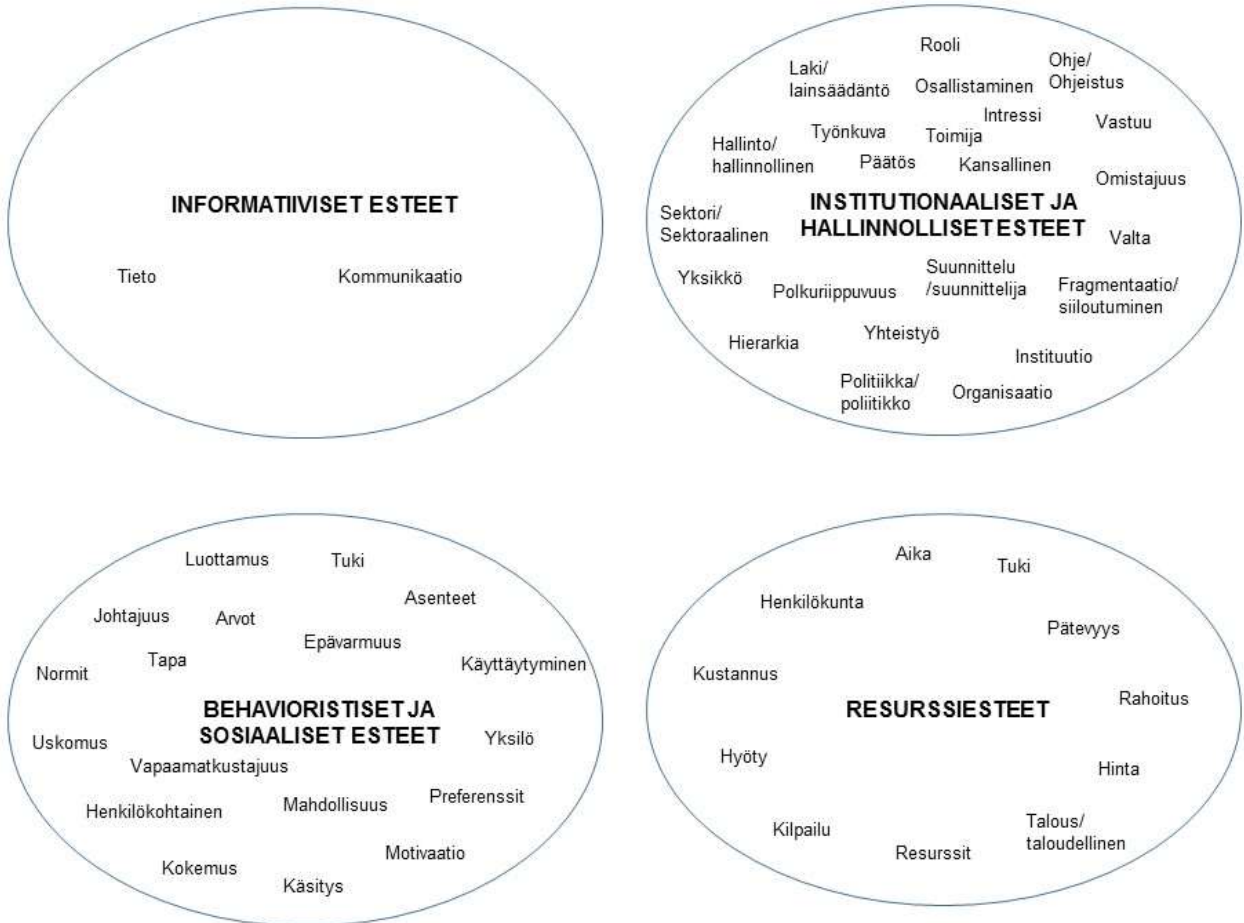 INFORMATIIVISET ESTEET
Tieto
Kommunikaatio
Rooli
Laki/
lainsäädäntö
Osallistaminen
Ohje/
Ohjeistus
Intressi
Vastuu
Työnkuva
Toimija
Hallinto/
hallinnollinen
Päätös
Kansallinen
Omistajuus
INSTITUTIONAALISET JA
HALLINNOLLISET ESTEET
Sektori/
Sektoraalinen
Valta
Yksikkö
Polkuriippuvuus
Suunnittelu
/suunnittelija
Fragmentaatio/
siiloutuminen
Hierarkia
Yhteistyö
Instituutio
Politiikka/
poliitikko
Organisaatio
Luottamus
Tuki
Asenteet
Johtajuus
Arvot
Epävarmuus
Normit
Tapa
Käyttäytyminen
BEHAVIORISTISET JA
SOSIAALISET ESTEET
Uskomus
Yksilö
Vapaamatkustajuus
Henkilökohtainen
Mahdollisuus
Preferenssit
Motivaatio
Kokemus
Käsitys
Aika
Tuki
Henkilökunta
Pätevyys
Kustannus
Rahoitus
RESURSSIESTEET
Hyöty
Hinta
Kilpailu
Resurssit
Talous/
taloudellinen